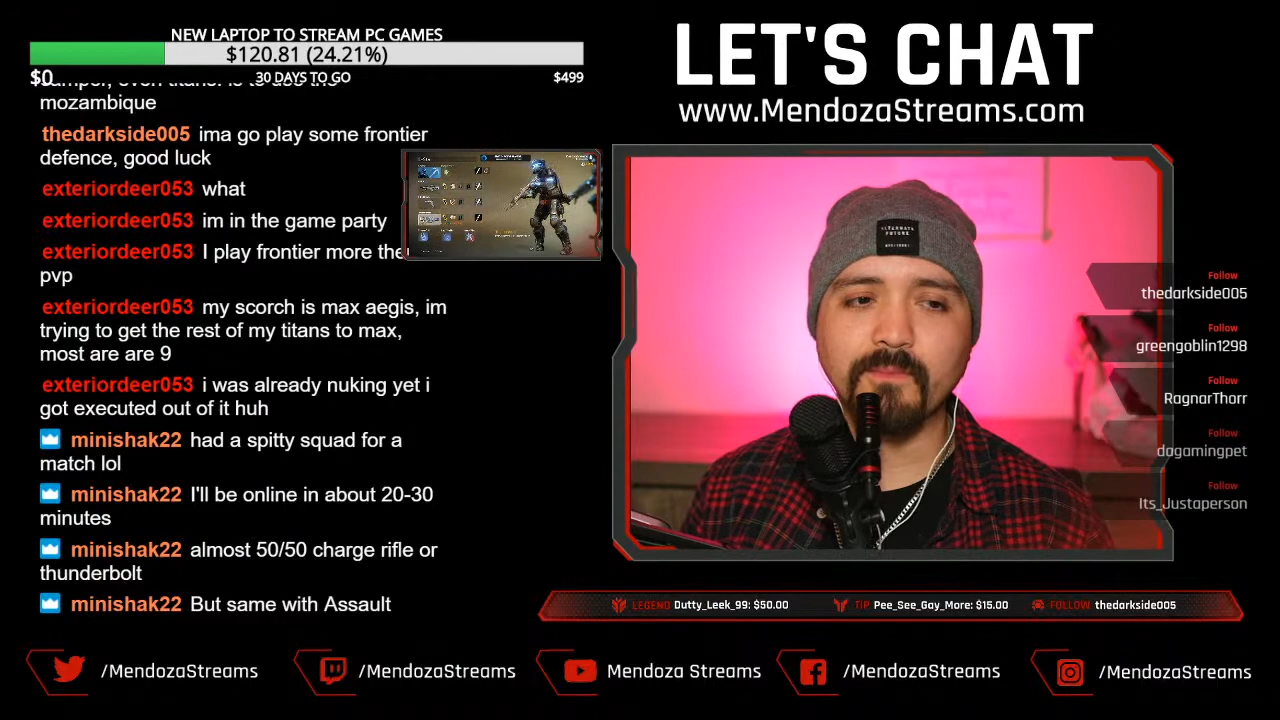 NEW LAPTOP TO STREAM PC GAMES
$120.81 (24.21%)
$0
30 DAYS TO GO
$499
mozambique
thedarkside005 ima go play some frontier
defence, good luck
exteriordeer053 what
exteriordeer053 im in the game party
exteriordeer053 I play frontier more
pvp
exteriordeer053 my scorch is max aegis, im
trying to get the rest of my titans to max,
most are are 9
exteriordeer053 i was already nuking yet i
got executed out of it huh
minishak22 had a spitty squad for a
match lol
minishak22 I'll be online in about 20-30
minutes
minishak22 almost 50/50 charge rifle or
thunderbolt
minishak22 But same with Assault
LET'S CHAT
www.MendozaStreams.com
ALTERNATE
FUTURE
Follow
thedarkside005
Follow
greengoblin1298
Follow
RagnarThorr
Follow
dagamingpet
Follow
Its_Justaperson
LEGEND Dutty_Leek_99: $50.00
TIP Pee_See_Gay_More: $15.00
FOLLOW thedarkside005
/MendozaStreams
/MendozaStreams
Mendoza Streams
/MendozaStreams
/MendozaStreams